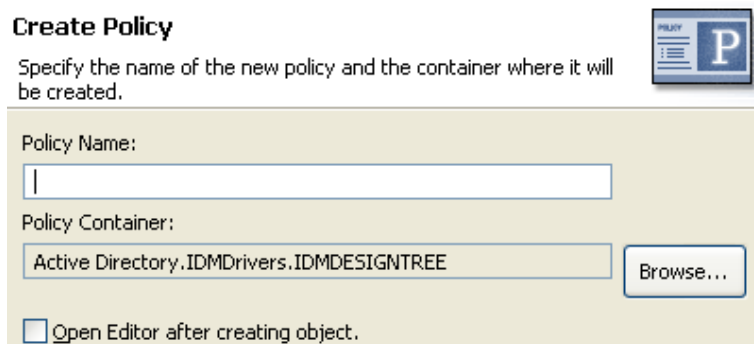 Create Policy
POLICY
P
Specify the name of the new policy and the container where it will
be created.
Policy Name:
Policy Container:
Active Directory.IDMDrivers.IDMDESIGNTREE
Browse...
Open Editor after creating object.